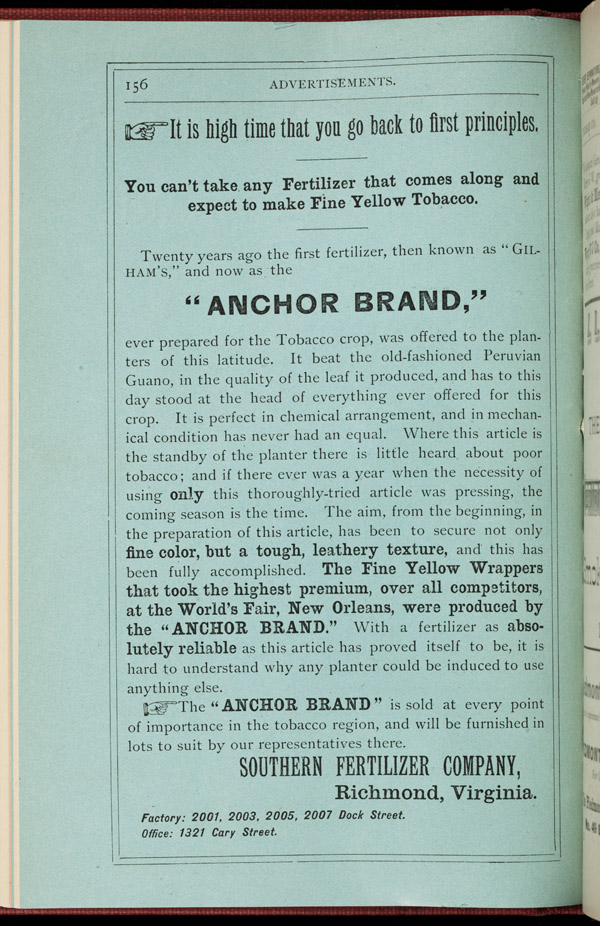 156 ADVERTISEMENTS.
It is high time that you go back to first principles.
You can't take any Fertilizer that comes along and
expect to make Fine Yellow Tobacco.
Twenty years ago the first fertilizer, then known as "GIL-
HAM'S," and now as the
"ANCHOR BRAND,"
ever prepared for the Tobacco crop, was offered to the plan-
ters of this latitude. It beat the old-fashioned Peruvian
Guano, in the quality of the leaf it produced, and has to this
day stood at the head of everything ever offered for this
crop. It is perfect in chemical arrangement, and in mechan-
ical condition has never had an equal. Where this article is
the standby of the planter there is little heard about poor
tobacco; and if there ever was a year when the necessity of
using only this thoroughly-tried article was pressing, the
coming season is the time. The aim, from the beginning, in
the preparation of this article, has been to secure not only
fine color, but a tough, leathery texture, and this has
been fully accomplished. The Fine Yellow Wrappers
that took the highest premium, over all competitors,
at the World's Fair, New Orleans, were produced by
the "ANCHOR BRAND." With a fertilizer as abso-
lutely reliable as this article has proved itself to be, it is
hard to understand why any planter could be induced to use
anything else.
The "ANCHOR BRAND" is sold at every point
of importance in the tobacco region, and will be furnished in
lots to suit by our representatives there.
SOUTHERN FERTILIZER COMPANY,
Richmond, Virginia.
Factory: 2001, 2003, 2005, 2007 Dock Street.
Office: 1321 Cary Street.